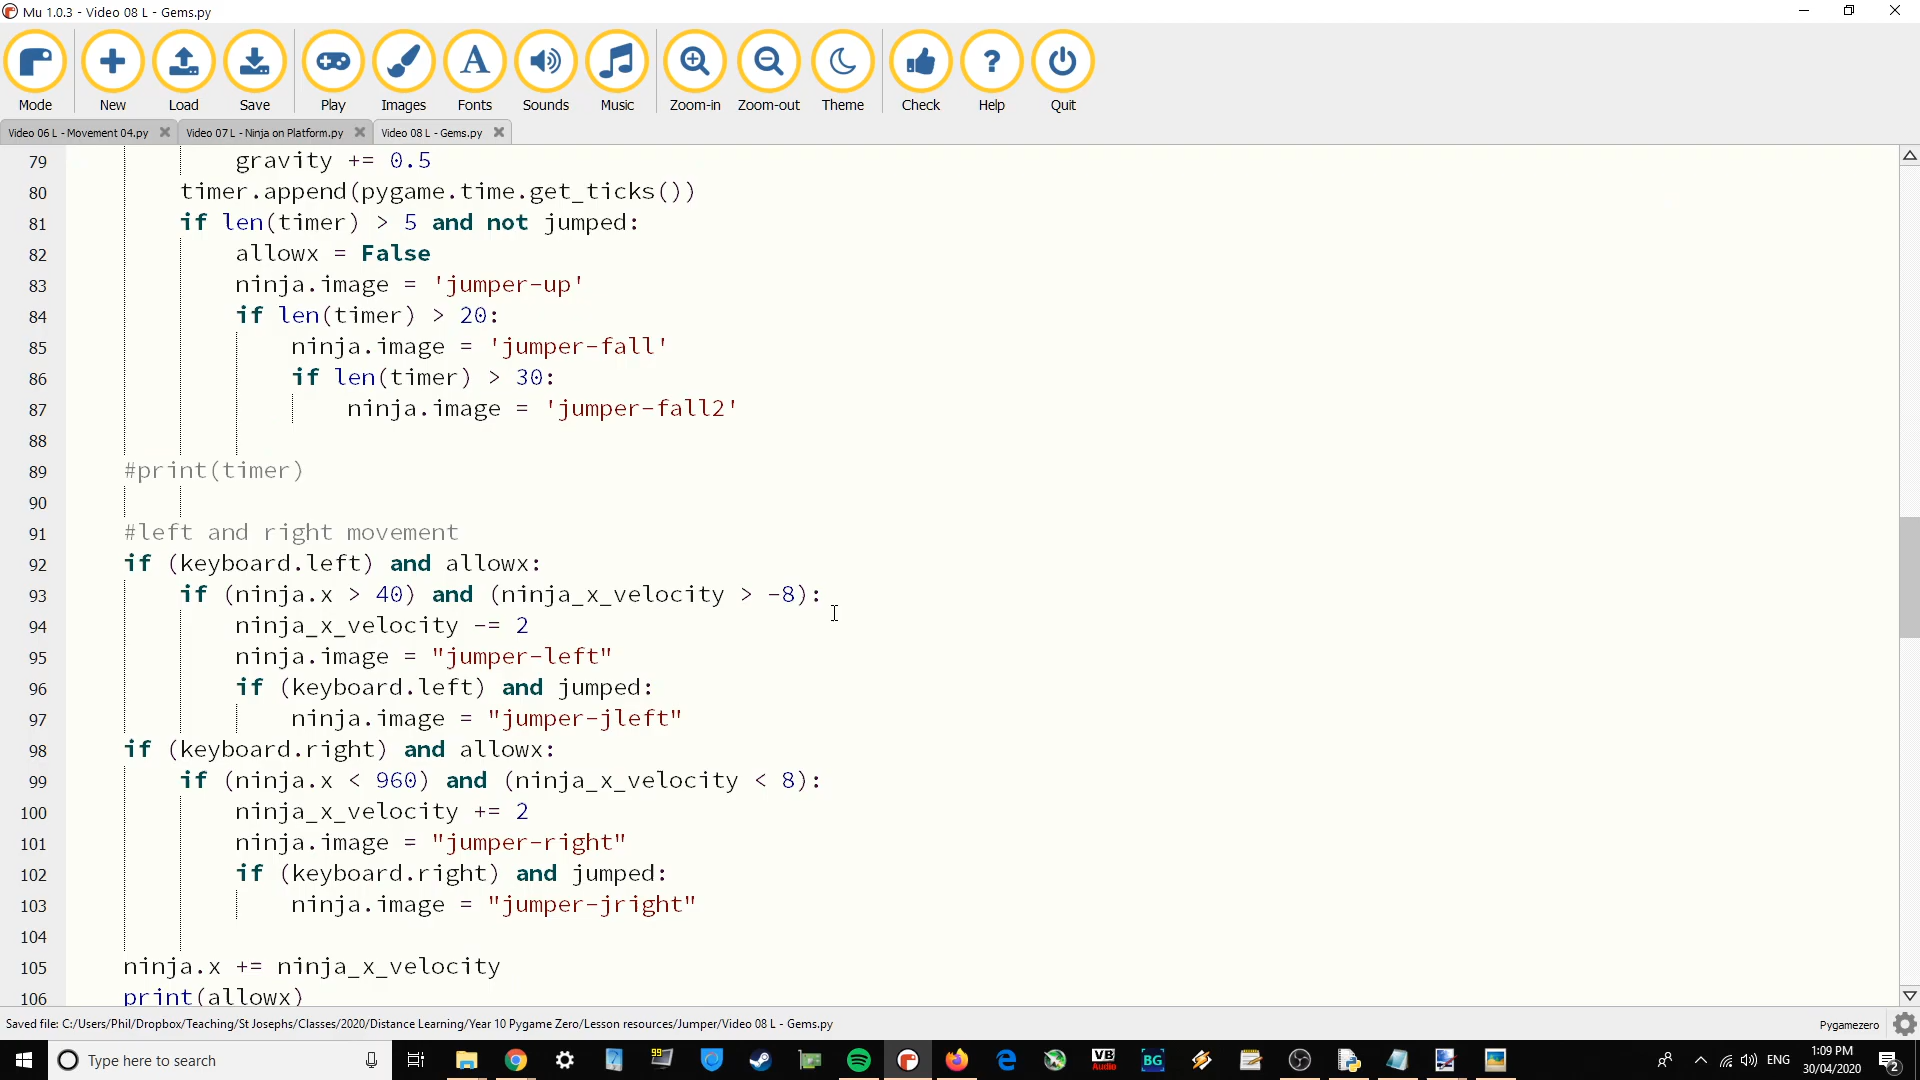 Mu 1.0.3 - Video 08 L - Gems.py
Mode New Load Save Play Images Fonts Sounds Music Zoom-in Zoom-out Theme Check Help Quit
Video 06 L - Movement 04.py Video 07 L - Ninja on Platform.py Video 08 L - Gems.py
79 gravity += 0.5
80 timer.append(pygame.time.get_ticks())
81 if len(timer) > 5 and not jumped:
82 allowx = False
83 ninja.image = 'jumper-up'
84 if len(timer) > 20:
85 ninja.image = 'jumper-fall'
86 if len(timer) > 30:
87 ninja.image = 'jumper-fall2'
88
89 #print(timer)
90
91 #left and right movement
92 if (keyboard.left) and allowx:
93 if (ninja.x > 40) and (ninja_x_velocity > -8):
94 ninja_x_velocity -= 2
95 ninja.image = "jumper-left"
96 if (keyboard.left) and jumped:
97 ninja.image = "jumper-jleft"
98 if (keyboard.right) and allowx:
99 if (ninja.x < 960) and (ninja_x_velocity < 8):
100 ninja_x_velocity += 2
101 ninja.image = "jumper-right"
102 if (keyboard.right) and jumped:
103 ninja.image = "jumper-jright"
104
105 ninja.x += ninja_x_velocity
106 print(allowx)
Saved file: C:/Users/Phil/Dropbox/Teaching/St Josephs/Classes/2020/Distance Learning/Year 10 Pygame Zero/Lesson resources/Jumper/Video 08 L - Gems.py Pygamezero
Type here to search 99 VB Audio BG ENG 1:09 PM 2
30/04/2020